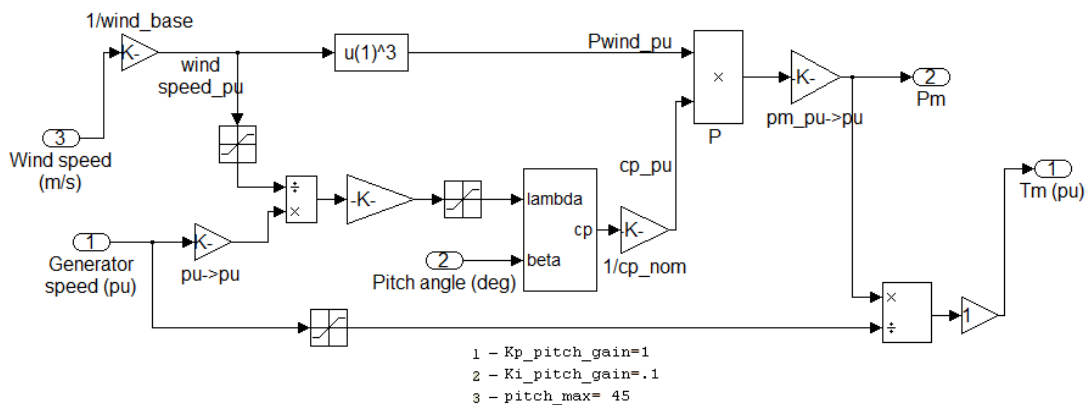 1/wind_base
K-
wind
speed_pu
u(1)^3
Pwind_pu
×
P
-K-
pm_pu->pu
2
Pm
3
Wind speed
(m/s)
÷
×
-K-
lambda
cp
beta
cp_pu
-K-
1/cp_nom
1
Tm (pu)
1
Generator
speed (pu)
K-
pu->pu
2
Pitch angle (deg)
×
÷
1
1 - Kp_pitch_gain=1
2 - Ki_pitch_gain=.1
3 - pitch_max= 45